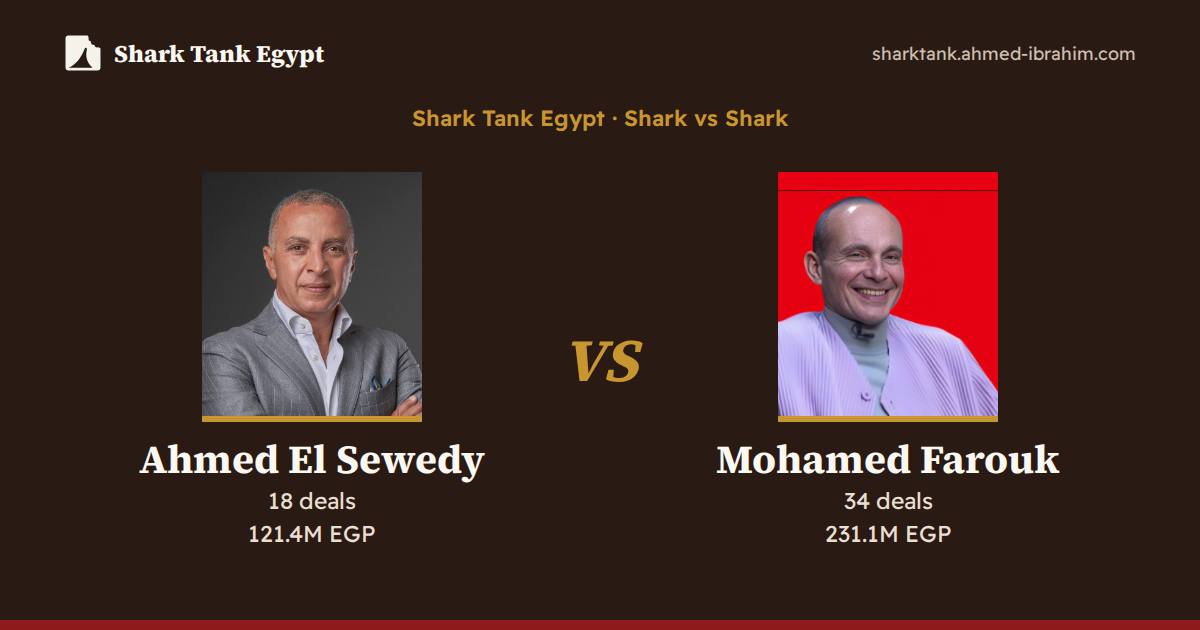 Shark Tank Egypt
sharktank.ahmed-ibrahim.com
Shark Tank Egypt · Shark vs Shark
VS
Ahmed El Sewedy
18 deals
121.4M EGP
Mohamed Farouk
34 deals
231.1M EGP